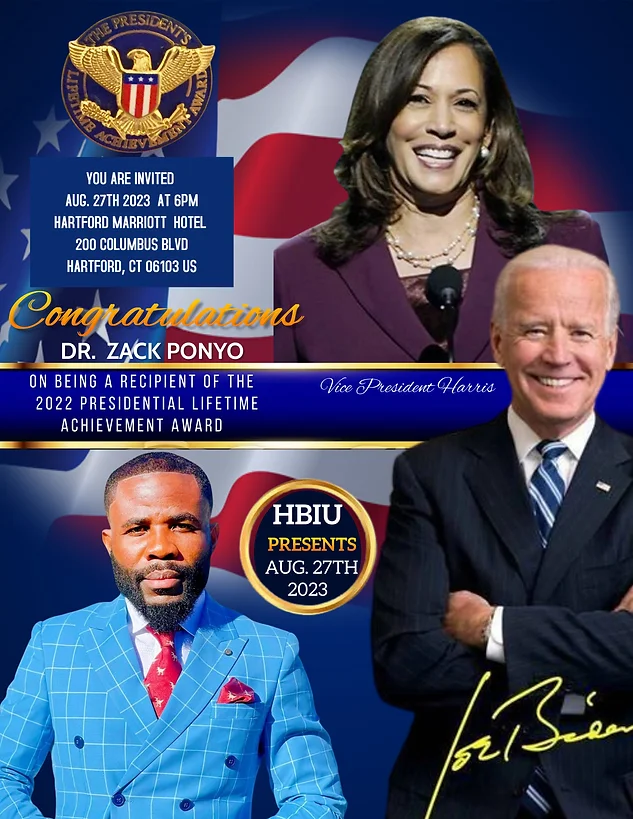 THE PRESIDENT'S
LIFETIME ACHIEVEMENT AWARD
YOU ARE INVITED
AUG. 27TH 2023 AT 6PM
HARTFORD MARRIOTT HOTEL
200 COLUMBUS BLVD
HARTFORD, CT 06103 US
Congratulations
DR. ZACK PONYO
ON BEING A RECIPIENT OF THE
2022 PRESIDENTIAL LIFETIME
ACHIEVEMENT AWARD
Vice President Harris
HBIU
PRESENTS
AUG. 27TH
2023
Joe Biden